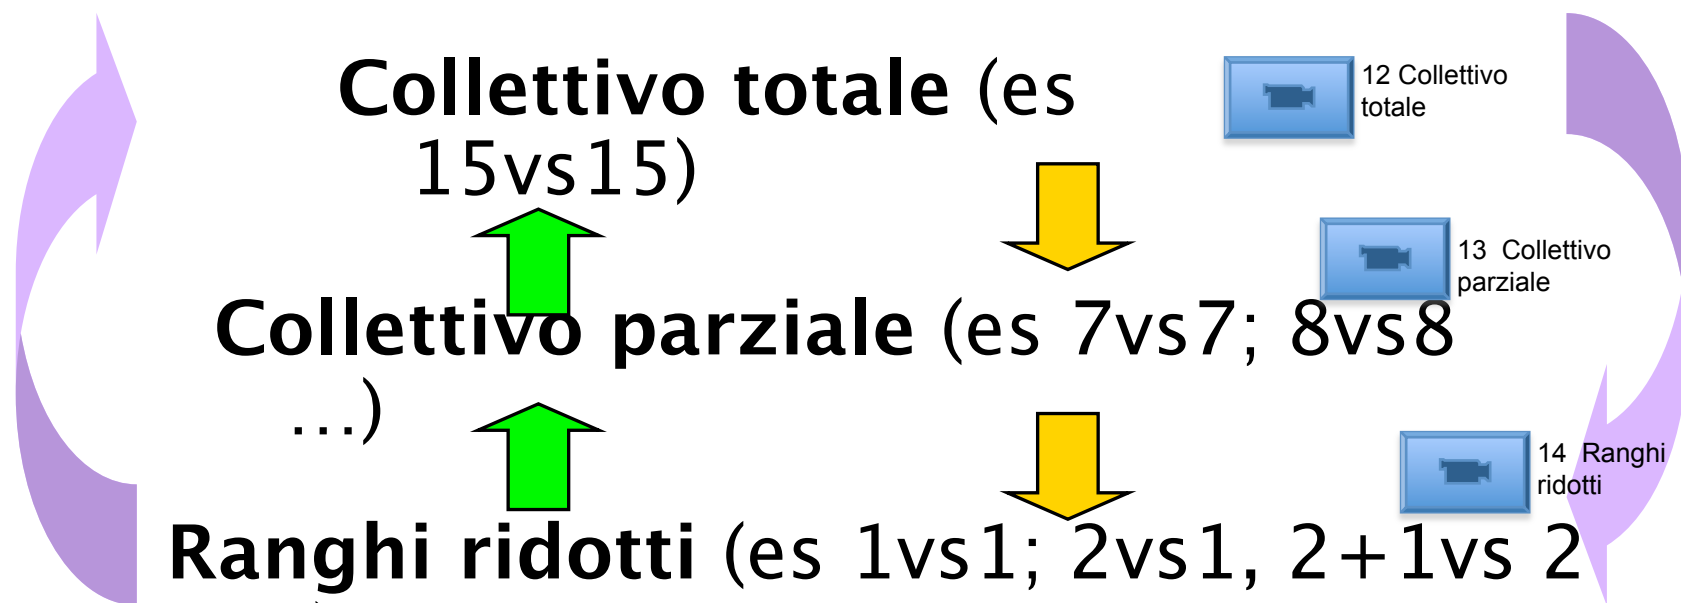 Collettivo totale (es
15vs15)
12 Collettivo
totale
13 Collettivo
parziale
Collettivo parziale (es 7vs7; 8vs8
...)
14 Ranghi
ridotti
Ranghi ridotti (es 1vs1; 2vs1, 2+1vs 2